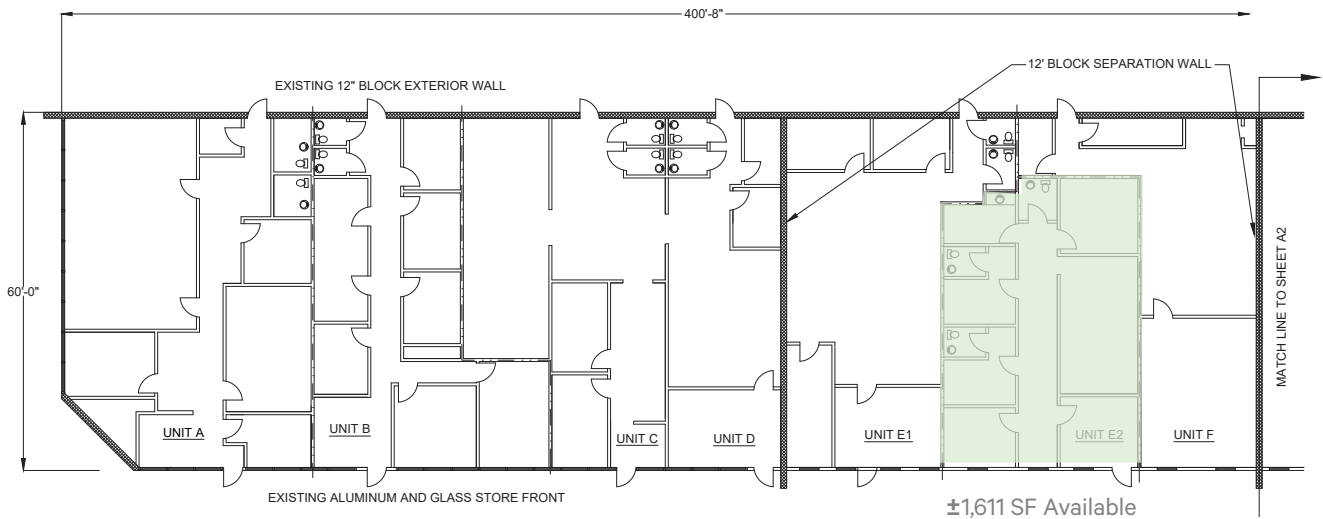 400'-8"
12' BLOCK SEPARATION WALL
EXISTING 12" BLOCK EXTERIOR WALL
60'-0"
MATCH LINE TO SHEET A2
UNIT A
UNIT B
UNIT C
UNIT D
UNIT E1
UNIT E2
UNIT F
EXISTING ALUMINUM AND GLASS STORE FRONT
±1,611 SF Available